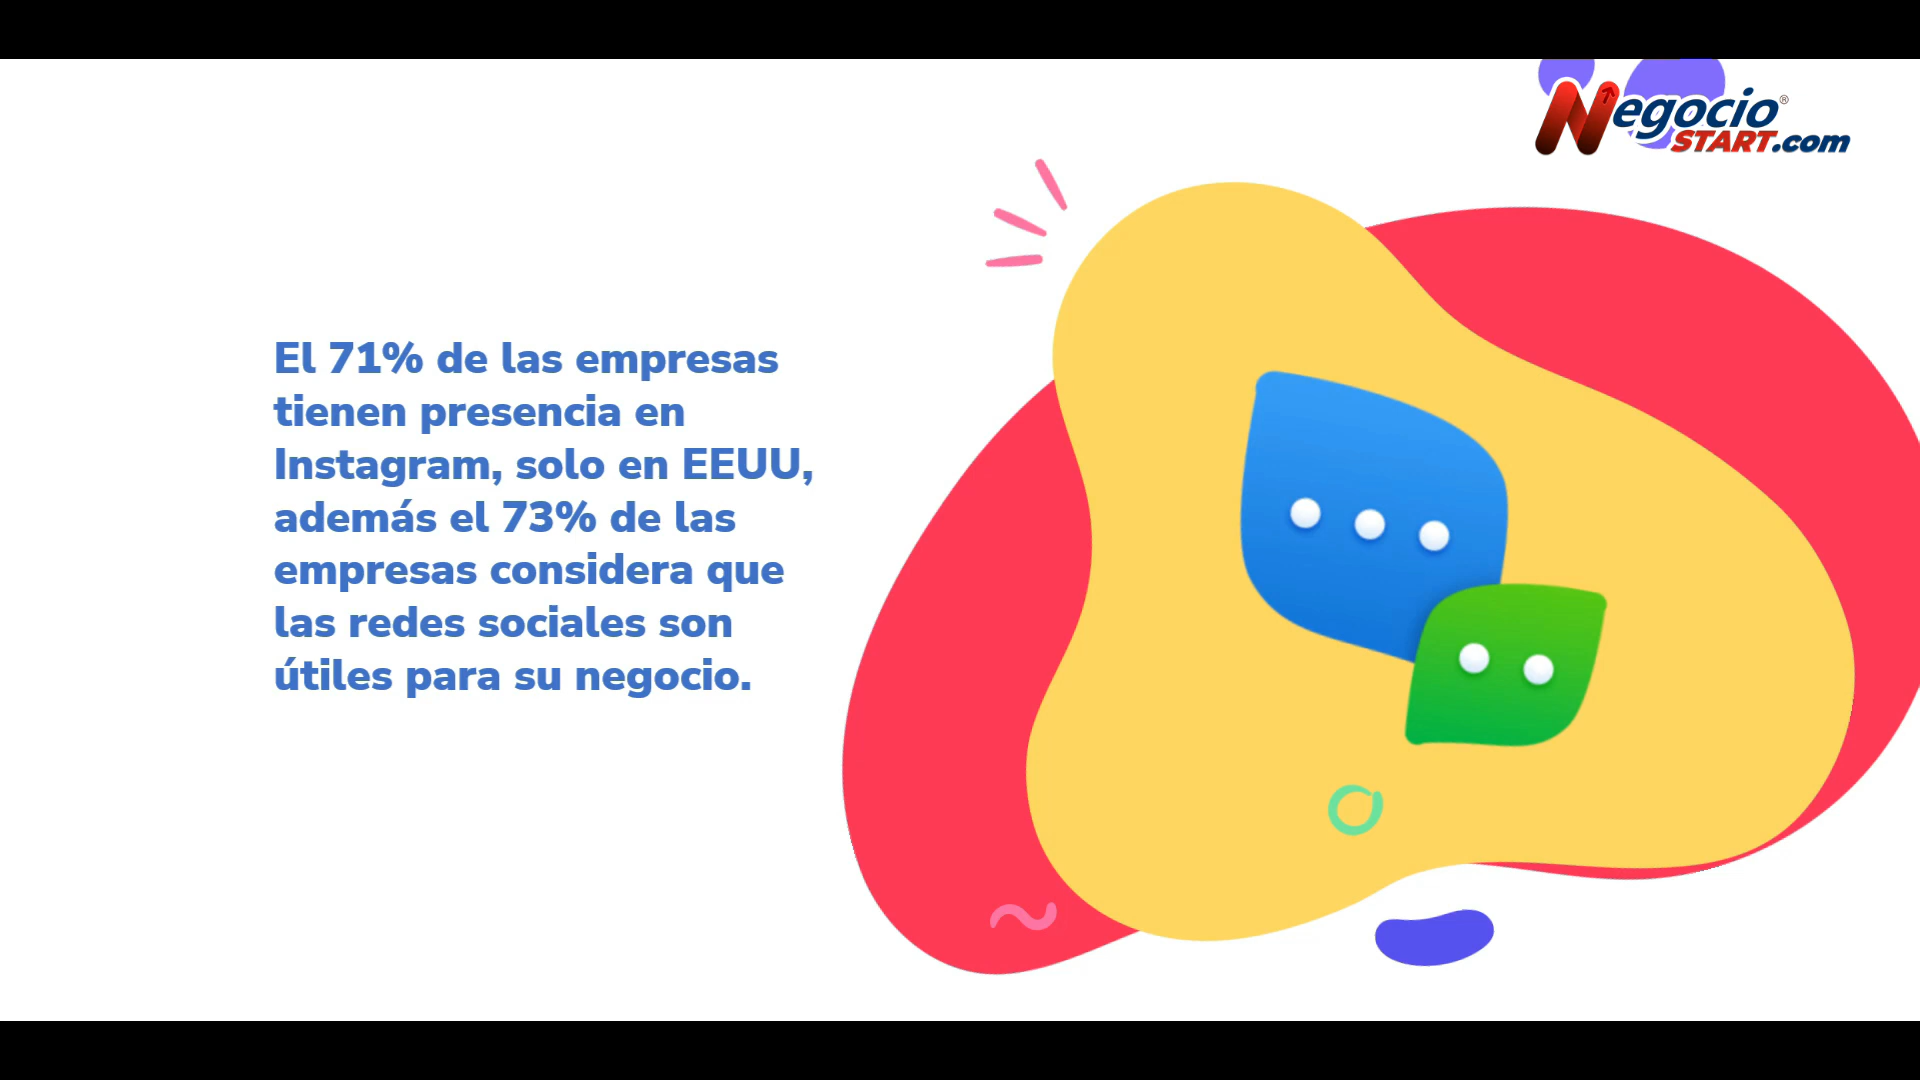 Negocio®
START.com
El 71% de las empresas
tienen presencia en
Instagram, solo en EEUU,
además el 73% de las
empresas considera que
las redes sociales son
útiles para su negocio.